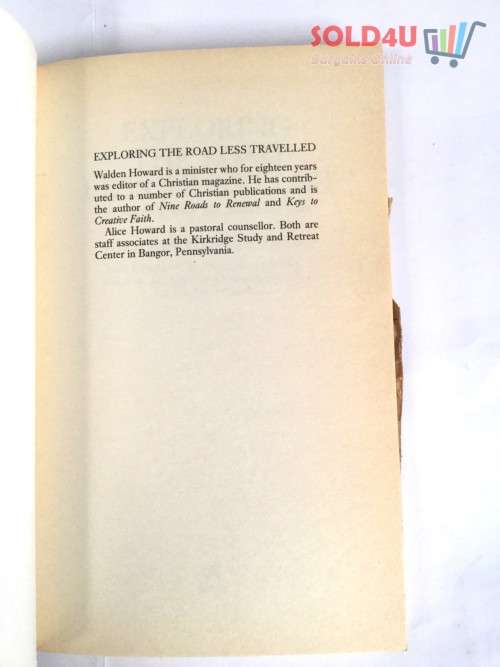 SOLD4U
Bargains Online
EXPLORING THE ROAD LESS TRAVELLED
Walden Howard is a minister who for eighteen years
was editor of a Christian magazine. He has contrib-
uted to a number of Christian publications and is
the author of Nine Roads to Renewal and Keys to
Creative Faith.
Alice Howard is a pastoral counsellor. Both are
staff associates at the Kirkridge Study and Retreat
Center in Bangor, Pennsylvania.